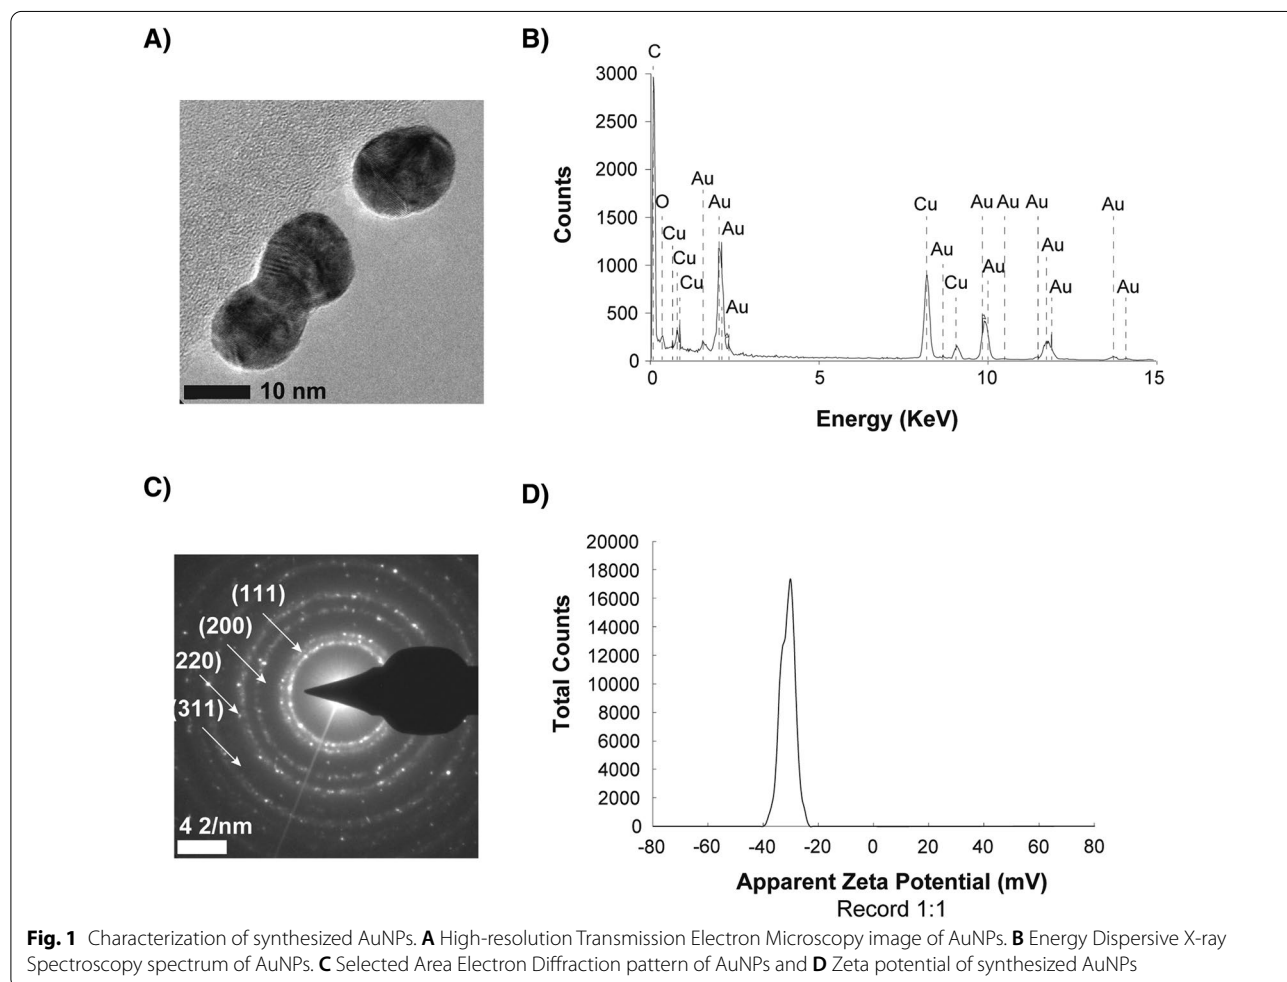 A)
10 nm
B)
C
3000
2500
2000
1500
1000
500
0
Counts
O
Cu
Cu
Cu
Au
Au
Au
Au
Cu
Au
Cu
Au
Au
Au
Au
Au
Au
Au
Au
0
5
10
15
Energy (KeV)
C)
(111)
(200)
220)
(311)
4 2/nm
D)
20000
18000
16000
14000
12000
10000
8000
6000
4000
2000
0
Total Counts
-80
-60
-40
-20
0
20
40
60
80
Apparent Zeta Potential (mV)
Record 1:1
Fig. 1 Characterization of synthesized AuNPs. A High-resolution Transmission Electron Microscopy image of AuNPs. B Energy Dispersive X-ray
Spectroscopy spectrum of AuNPs. C Selected Area Electron Diffraction pattern of AuNPs and D Zeta potential of synthesized AuNPs